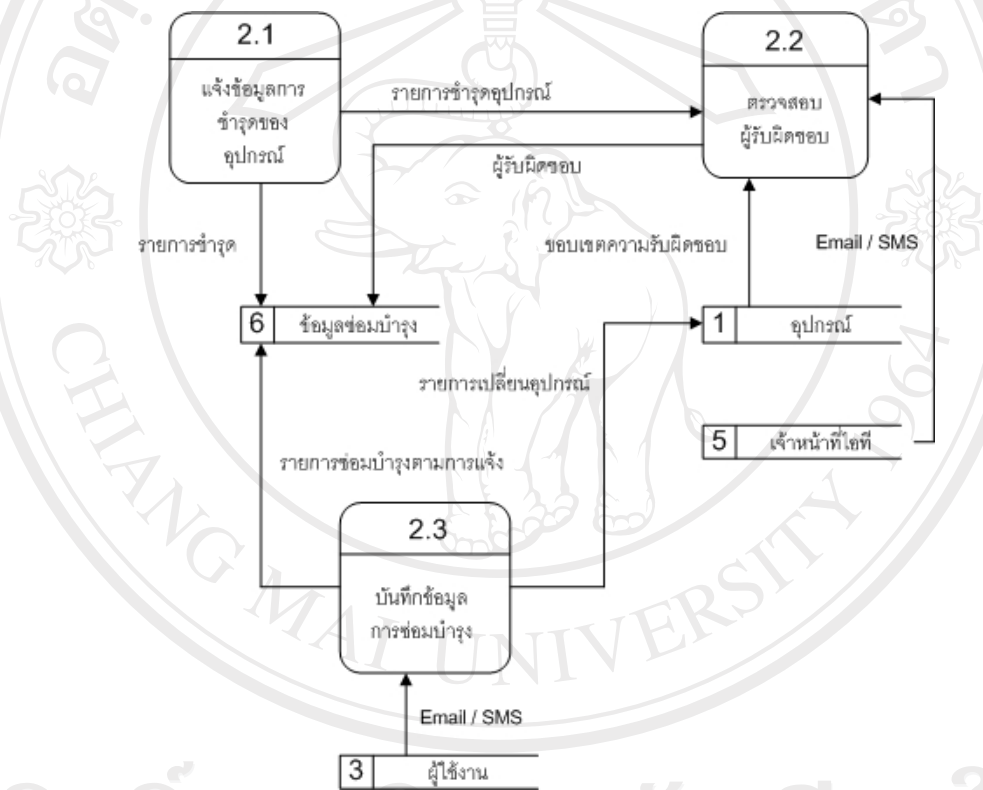 2.1
แจ้งข้อมูลการ
ชำรุดของ
อุปกรณ์
2.2
ตรวจสอบ
ผู้รับผิดชอบ
รายการชำรุดอุปกรณ์
ผู้รับผิดชอบ
รายการชำรุด
ขอบเขตความรับผิดชอบ
Email / SMS
6 ข้อมูลซ่อมบำรุง
1 อุปกรณ์
รายการเปลี่ยนอุปกรณ์
5 เจ้าหน้าที่ไอที
รายการซ่อมบำรุงตามการแจ้ง
2.3
บันทึกข้อมูล
การซ่อมบำรุง
Email / SMS
3 ผู้ใช้งาน
CHIANG MAI UNIVERSITY 1964